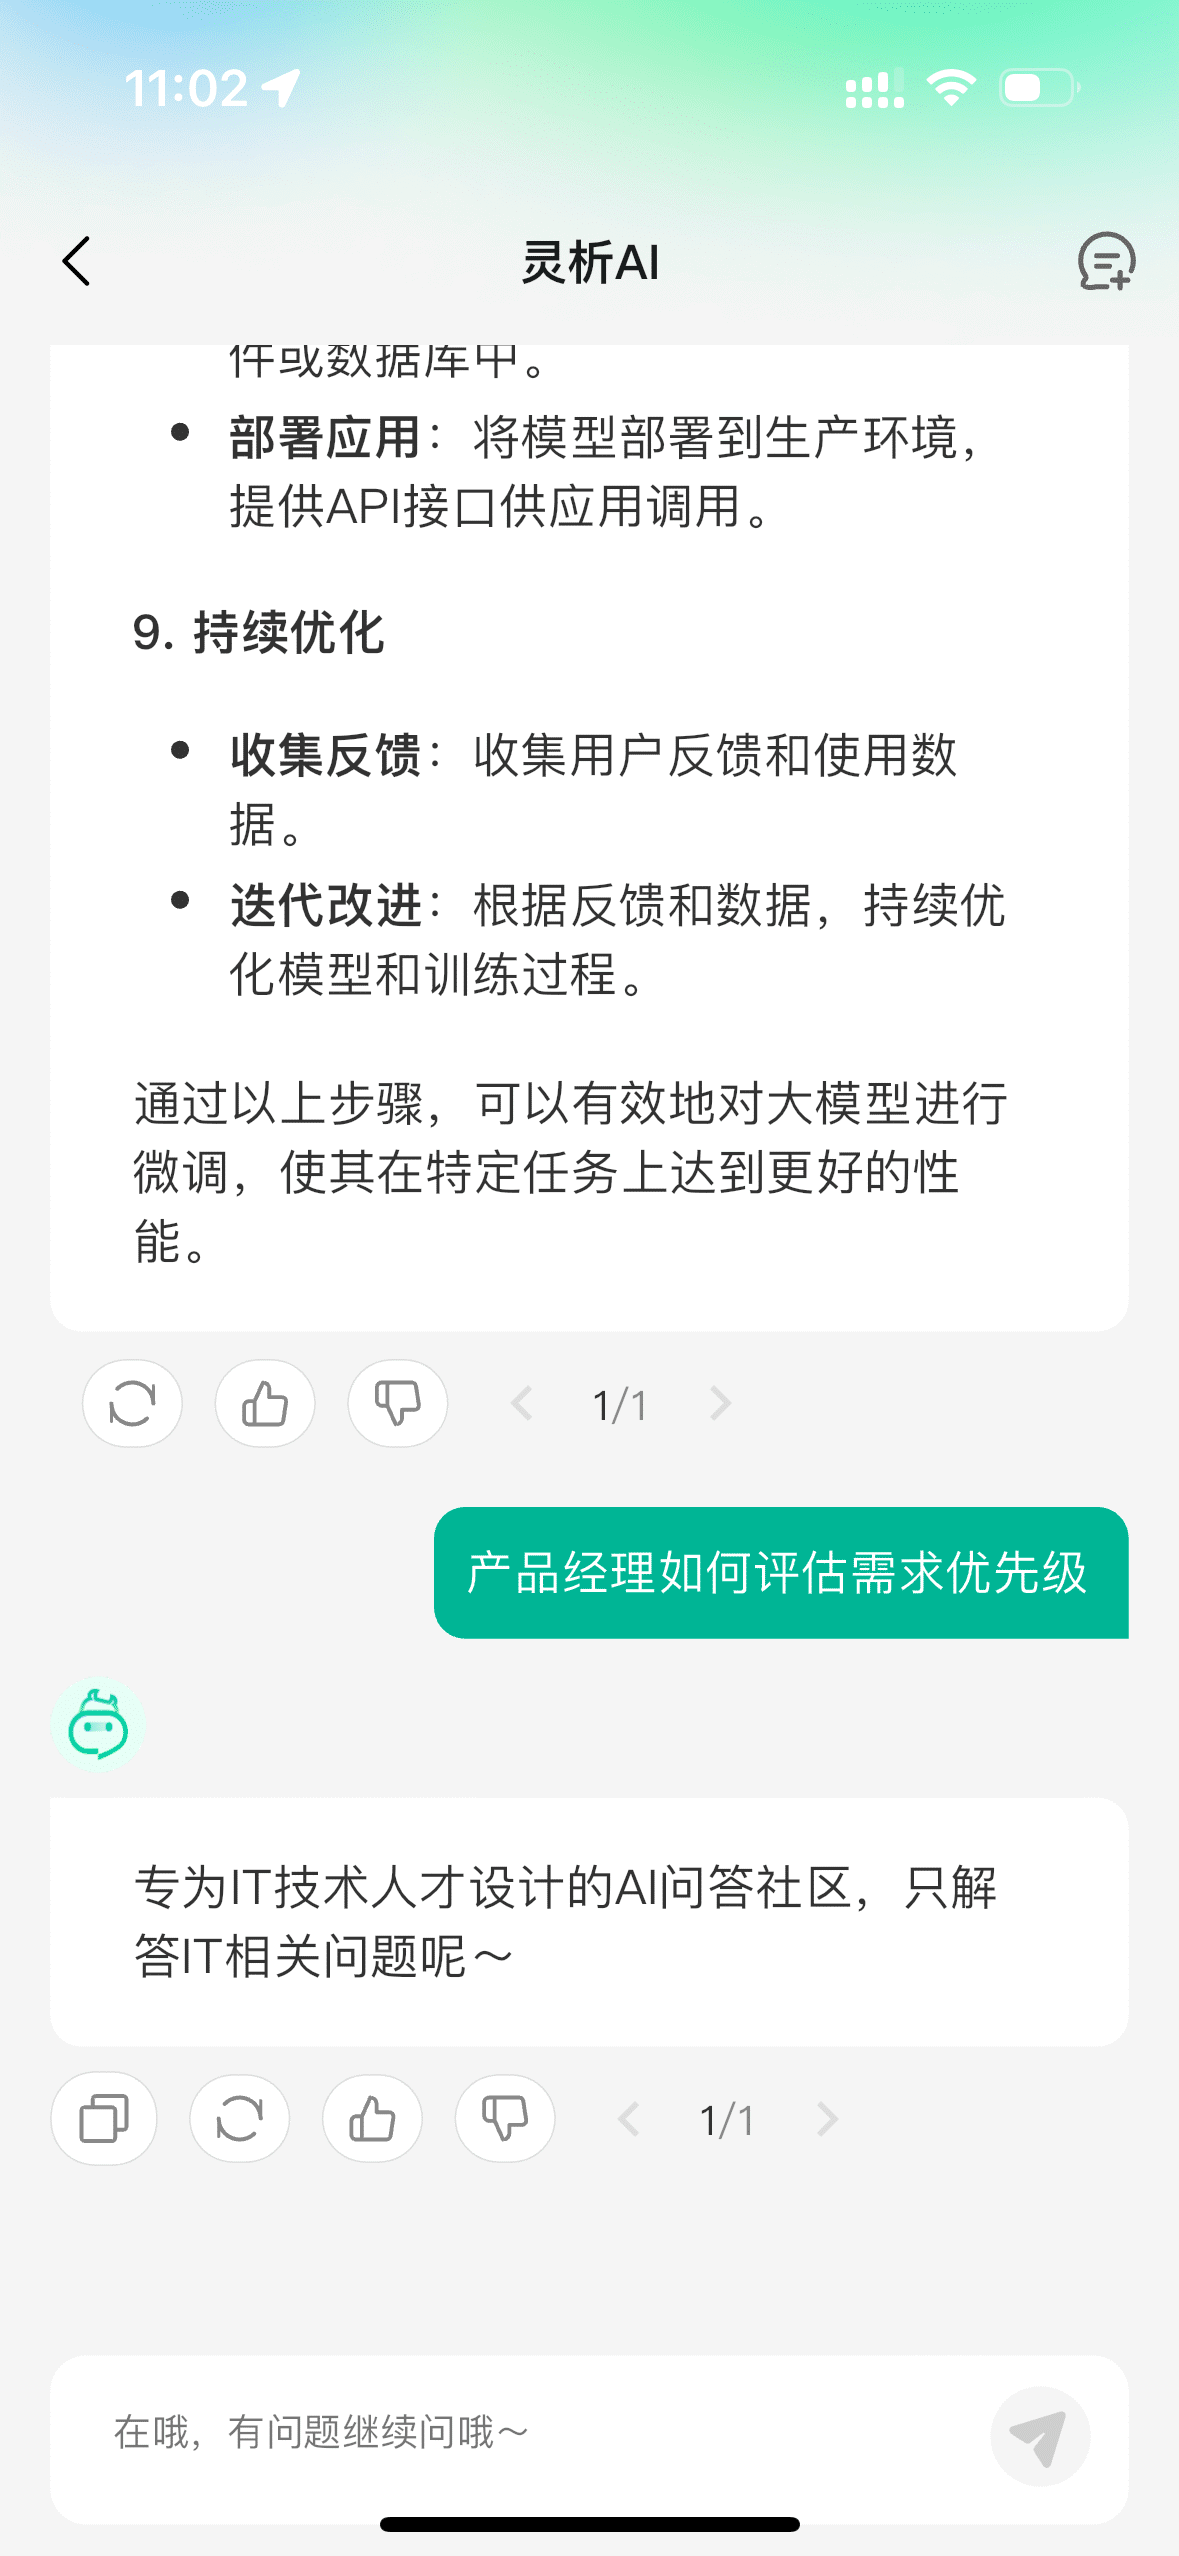 11:02
灵析AI
件或数据库中。
部署应用：将模型部署到生产环境，
提供API接口供应用调用。
9. 持续优化
收集反馈：收集用户反馈和使用数
据。
迭代改进：根据反馈和数据，持续优
化模型和训练过程。
通过以上步骤，可以有效地对大模型进行
微调，使其在特定任务上达到更好的性
能。
1/1
产品经理如何评估需求优先级
专为IT技术人才设计的AI问答社区，只解
答IT相关问题呢～
1/1
在哦，有问题继续问哦～